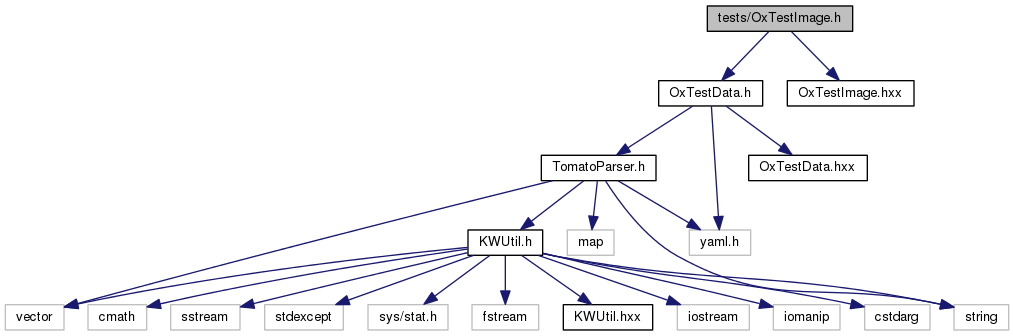 tests/OxTestImage.h
OxTestData.h
OxTestImage.hxx
TomatoParser.h
OxTestData.hxx
KWUtil.h
map
yaml.h
vector
cmath
sstream
stdexcept
sys/stat.h
fstream
KWUtil.hxx
iostream
iomanip
cstdarg
string